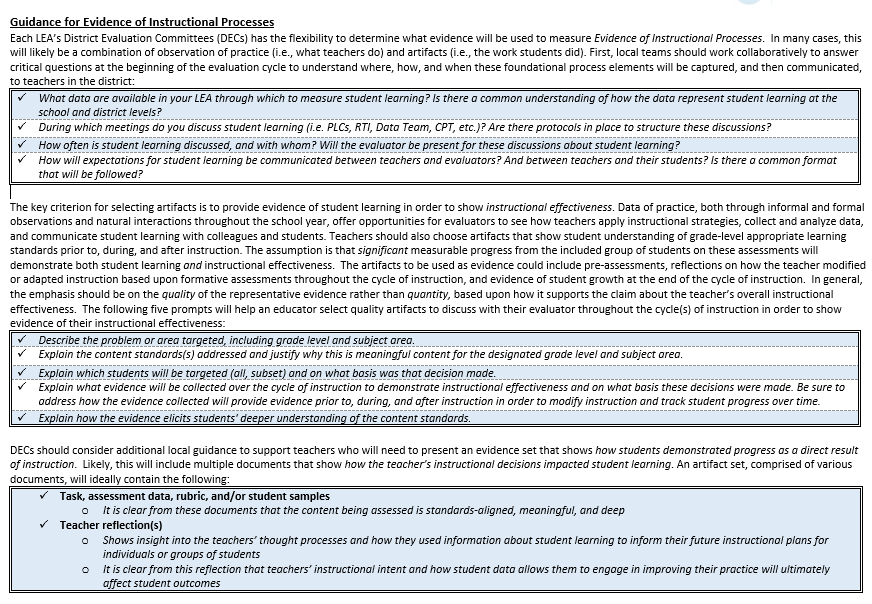 Guidance for Evidence of Instructional Processes
Each LEA's District Evaluation Committees (DECs) has the flexibility to determine what evidence will be used to measure Evidence of Instructional Processes. In many cases, this
will likely be a combination of observation of practice (i.e., what teachers do) and artifacts (i.e., the work students did). First, local teams should work collaboratively to answer
critical questions at the beginning of the evaluation cycle to understand where, how, and when these foundational process elements will be captured, and then communicated,
to teachers in the district:
✓ What data are available in your LEA through which to measure student learning? Is there a common understanding of how the data represent student learning at the
school and district levels?
✓ During which meetings do you discuss student learning (i.e. PLCs, RTI, Data Team, CPT, etc.)? Are there protocols in place to structure these discussions?
✓ How often is student learning discussed, and with whom? Will the evaluator be present for these discussions about student learning?
✓ How will expectations for student learning be communicated between teachers and evaluators? And between teachers and their students? Is there a common format
that will be followed?
The key criterion for selecting artifacts is to provide evidence of student learning in order to show instructional effectiveness. Data of practice, both through informal and formal
observations and natural interactions throughout the school year, offer opportunities for evaluators to see how teachers apply instructional strategies, collect and analyze data,
and communicate student learning with colleagues and students. Teachers should also choose artifacts that show student understanding of grade-level appropriate learning
standards prior to, during, and after instruction. The assumption is that significant measurable progress from the included group of students on these assessments will
demonstrate both student learning and instructional effectiveness. The artifacts to be used as evidence could include pre-assessments, reflections on how the teacher modified
or adapted instruction based upon formative assessments throughout the cycle of instruction, and evidence of student growth at the end of the cycle of instruction. In general,
the emphasis should be on the quality of the representative evidence rather than quantity, based upon how it supports the claim about the teacher's overall instructional
effectiveness. The following five prompts will help an educator select quality artifacts to discuss with their evaluator throughout the cycle(s) of instruction in order to show
evidence of their instructional effectiveness:
✓ Describe the problem or area targeted, including grade level and subject area.
✓ Explain the content standards(s) addressed and justify why this is meaningful content for the designated grade level and subject area.
✓ Explain which students will be targeted (all, subset) and on what basis was that decision made.
✓ Explain what evidence will be collected over the cycle of instruction to demonstrate instructional effectiveness and on what basis these decisions were made. Be sure to
address how the evidence collected will provide evidence prior to, during, and after instruction in order to modify instruction and track student progress over time.
✓ Explain how the evidence elicits students' deeper understanding of the content standards.
DECs should consider additional local guidance to support teachers who will need to present an evidence set that shows how students demonstrated progress as a direct result
of instruction. Likely, this will include multiple documents that show how the teacher's instructional decisions impacted student learning. An artifact set, comprised of various
documents, will ideally contain the following:
✓ Task, assessment data, rubric, and/or student samples
o It is clear from these documents that the content being assessed is standards-aligned, meaningful, and deep
✓ Teacher reflection(s)
o Shows insight into the teachers' thought processes and how they used information about student learning to inform their future instructional plans for
individuals or groups of students
o It is clear from this reflection that teachers' instructional intent and how student data allows them to engage in improving their practice will ultimately
affect student outcomes